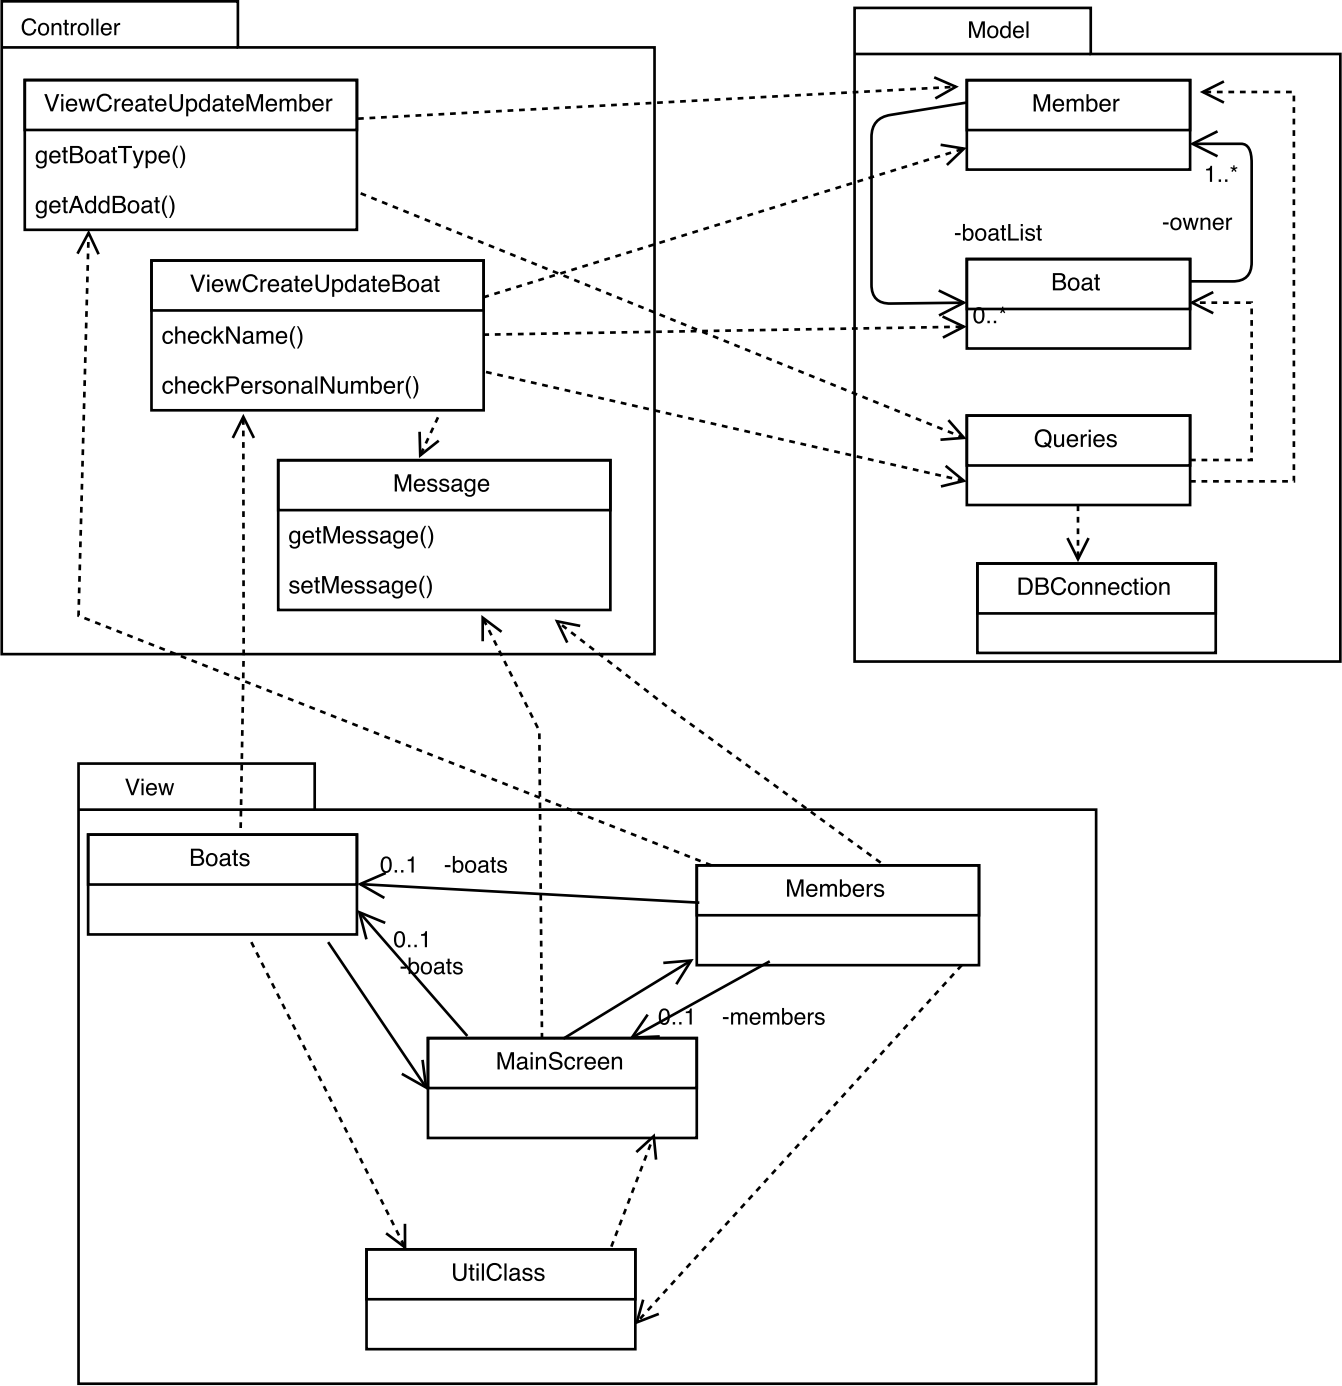 Controller
ViewCreateUpdateMember
getBoatType()
getAddBoat()
ViewCreateUpdateBoat
checkName()
checkPersonalNumber()
Message
getMessage()
setMessage()
Model
Member
1..*
-owner
-boatList
Boat
0..*
Queries
DBConnection
View
Boats
0..1 -boats
Members
0..1
-boats
0..1 -members
MainScreen
UtilClass